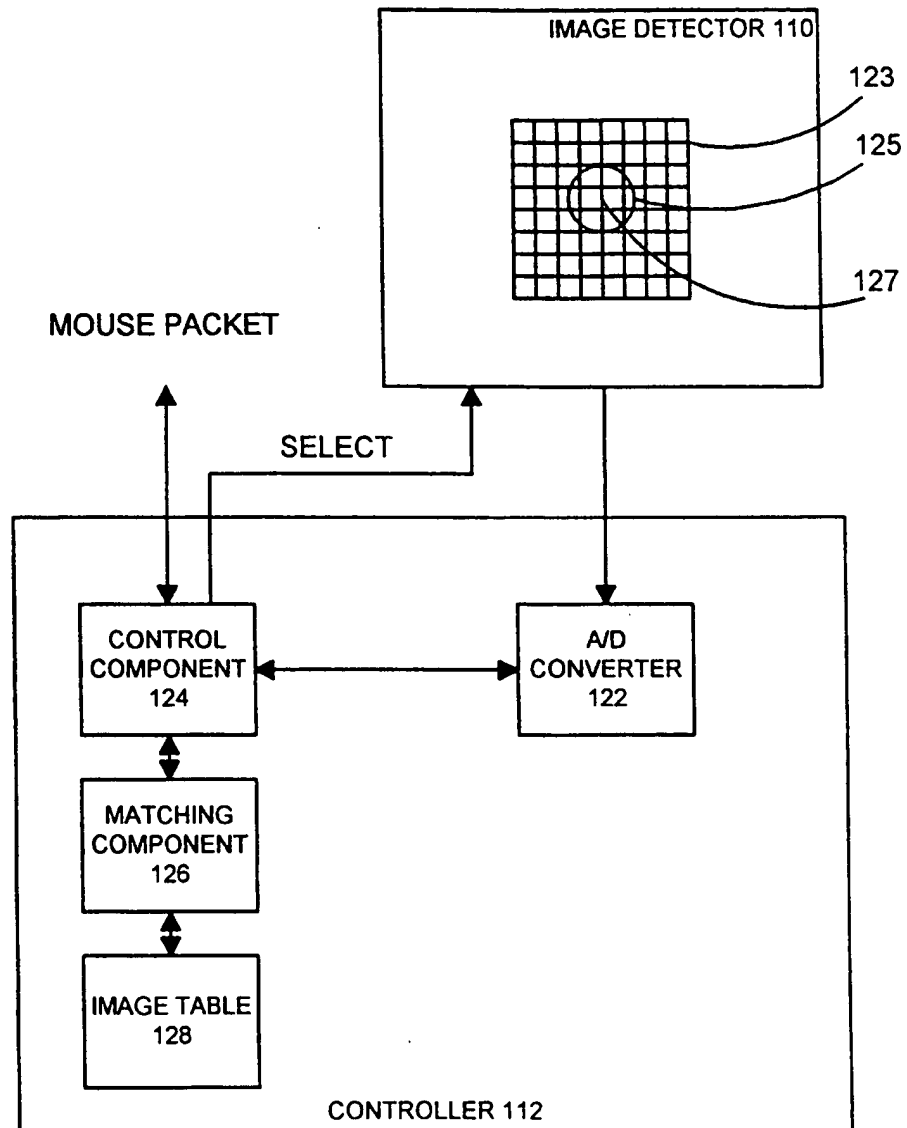 IMAGE DETECTOR 110
123
125
127
MOUSE PACKET
SELECT
CONTROL
COMPONENT
124
A/D
CONVERTER
122
MATCHING
COMPONENT
126
IMAGE TABLE
128
CONTROLLER 112